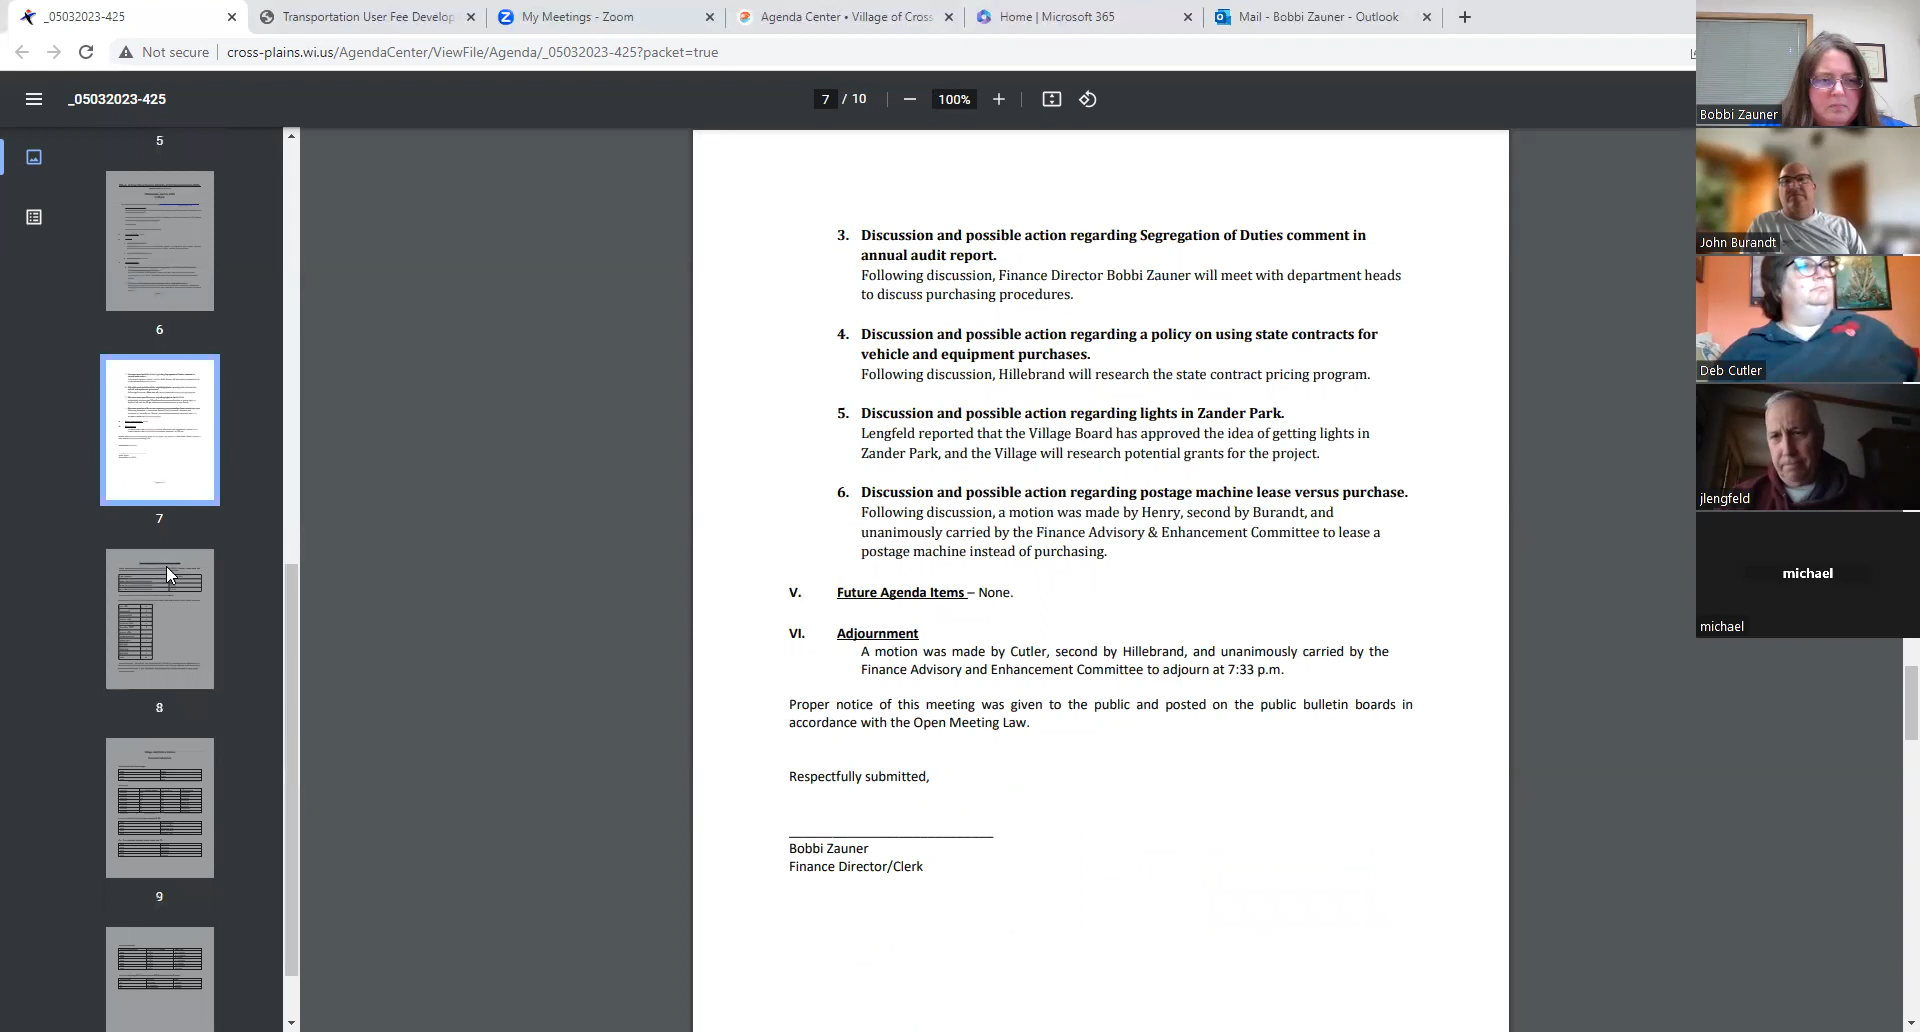 _05032023-425
Transportation User Fee Develop
My Meetings - Zoom
Agenda Center • Village of Cross
Home | Microsoft 365
Mail - Bobbi Zauner - Outlook
Not secure
cross-plains.wi.us/AgendaCenter/ViewFile/Agenda/_05032023-425?packet=true
_05032023-425
7 / 10
100%
5
6
7
8
9
3. Discussion and possible action regarding Segregation of Duties comment in
annual audit report.
Following discussion, Finance Director Bobbi Zauner will meet with department heads
to discuss purchasing procedures.
4. Discussion and possible action regarding a policy on using state contracts for
vehicle and equipment purchases.
Following discussion, Hillebrand will research the state contract pricing program.
5. Discussion and possible action regarding lights in Zander Park.
Lengfeld reported that the Village Board has approved the idea of getting lights in
Zander Park, and the Village will research potential grants for the project.
6. Discussion and possible action regarding postage machine lease versus purchase.
Following discussion, a motion was made by Henry, second by Burandt, and
unanimously carried by the Finance Advisory & Enhancement Committee to lease a
postage machine instead of purchasing.
V. Future Agenda Items – None.
VI. Adjournment
A motion was made by Cutler, second by Hillebrand, and unanimously carried by the
Finance Advisory and Enhancement Committee to adjourn at 7:33 p.m.
Proper notice of this meeting was given to the public and posted on the public bulletin boards in
accordance with the Open Meeting Law.
Respectfully submitted,
Bobbi Zauner
Finance Director/Clerk
Bobbi Zauner
John Burandt
Deb Cutler
jlengfeld
michael
michael